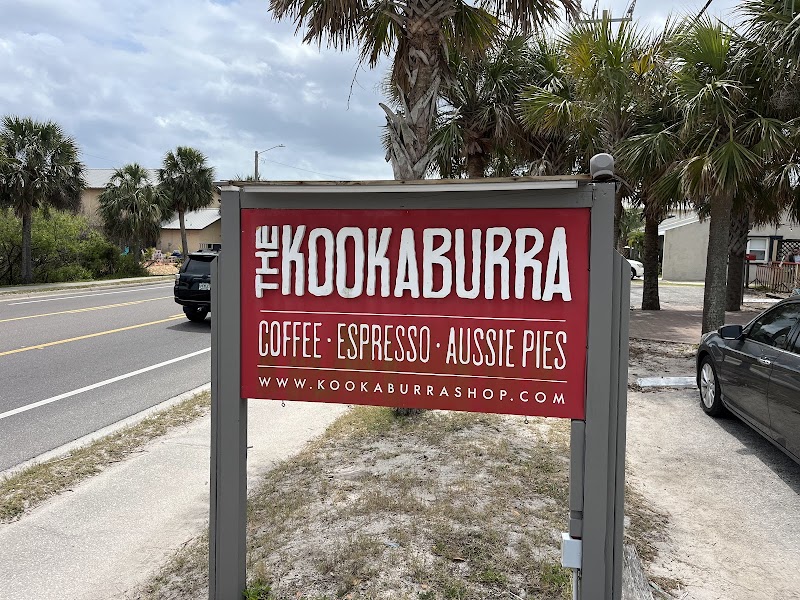 THE KOOKABURRA
COFFEE · ESPRESSO · AUSSIE PIES
WWW.KOOKABURRASHOP.COM